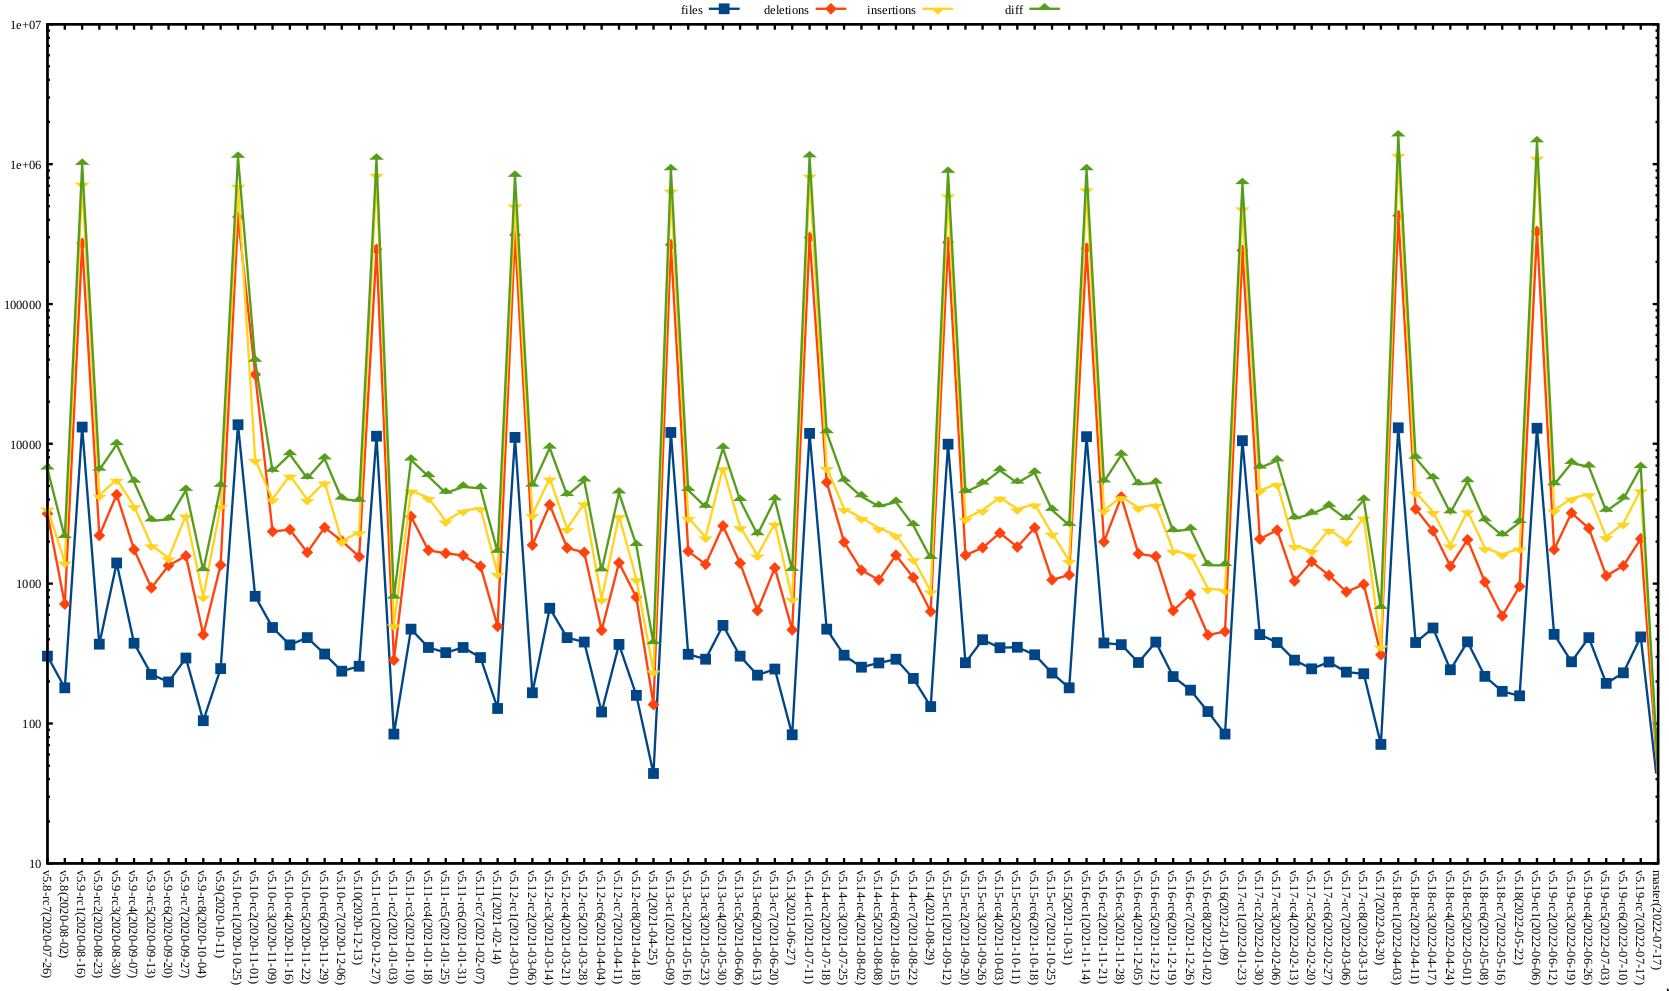 files
deletions
insertions
diff
1e+07
1e+06
100000
10000
1000
100
10
v5.8-rc7(2020-07-26)
v5.8(2020-08-02)
v5.9-rc1(2020-08-16)
v5.9-rc2(2020-08-23)
v5.9-rc3(2020-08-30)
v5.9-rc4(2020-09-07)
v5.9-rc5(2020-09-13)
v5.9-rc6(2020-09-20)
v5.9-rc7(2020-09-27)
v5.9-rc8(2020-10-04)
v5.9(2020-10-11)
v5.10-rc1(2020-10-25)
v5.10-rc2(2020-11-01)
v5.10-rc3(2020-11-09)
v5.10-rc4(2020-11-16)
v5.10-rc5(2020-11-22)
v5.10-rc6(2020-11-29)
v5.10-rc7(2020-12-06)
v5.10(2020-12-13)
v5.11-rc1(2020-12-27)
v5.11-rc2(2021-01-03)
v5.11-rc3(2021-01-10)
v5.11-rc4(2021-01-18)
v5.11-rc5(2021-01-25)
v5.11-rc6(2021-01-31)
v5.11-rc7(2021-02-07)
v5.11(2021-02-14)
v5.12-rc1(2021-03-01)
v5.12-rc2(2021-03-06)
v5.12-rc3(2021-03-14)
v5.12-rc4(2021-03-21)
v5.12-rc5(2021-03-28)
v5.12-rc6(2021-04-04)
v5.12-rc7(2021-04-11)
v5.12-rc8(2021-04-18)
v5.12(2021-04-25)
v5.13-rc1(2021-05-09)
v5.13-rc2(2021-05-16)
v5.13-rc3(2021-05-23)
v5.13-rc4(2021-05-30)
v5.13-rc5(2021-06-06)
v5.13-rc6(2021-06-13)
v5.13-rc7(2021-06-20)
v5.13(2021-06-27)
v5.14-rc1(2021-07-11)
v5.14-rc2(2021-07-18)
v5.14-rc3(2021-07-25)
v5.14-rc4(2021-08-02)
v5.14-rc5(2021-08-08)
v5.14-rc6(2021-08-15)
v5.14-rc7(2021-08-22)
v5.14(2021-08-29)
v5.15-rc1(2021-09-12)
v5.15-rc2(2021-09-20)
v5.15-rc3(2021-09-26)
v5.15-rc4(2021-10-03)
v5.15-rc5(2021-10-11)
v5.15-rc6(2021-10-18)
v5.15-rc7(2021-10-25)
v5.15(2021-10-31)
v5.16-rc1(2021-11-14)
v5.16-rc2(2021-11-21)
v5.16-rc3(2021-11-28)
v5.16-rc4(2021-12-05)
v5.16-rc5(2021-12-12)
v5.16-rc6(2021-12-19)
v5.16-rc7(2021-12-26)
v5.16-rc8(2022-01-02)
v5.16(2022-01-09)
v5.17-rc1(2022-01-23)
v5.17-rc2(2022-01-30)
v5.17-rc3(2022-02-06)
v5.17-rc4(2022-02-13)
v5.17-rc5(2022-02-20)
v5.17-rc6(2022-02-27)
v5.17-rc7(2022-03-06)
v5.17-rc8(2022-03-13)
v5.17(2022-03-20)
v5.18-rc1(2022-04-03)
v5.18-rc2(2022-04-11)
v5.18-rc3(2022-04-17)
v5.18-rc4(2022-04-24)
v5.18-rc5(2022-05-01)
v5.18-rc6(2022-05-08)
v5.18-rc7(2022-05-16)
v5.18(2022-05-22)
v5.19-rc1(2022-06-06)
v5.19-rc2(2022-06-12)
v5.19-rc3(2022-06-19)
v5.19-rc4(2022-06-26)
v5.19-rc5(2022-07-03)
v5.19-rc6(2022-07-10)
v5.19-rc7(2022-07-17)
master(2022-07-17)